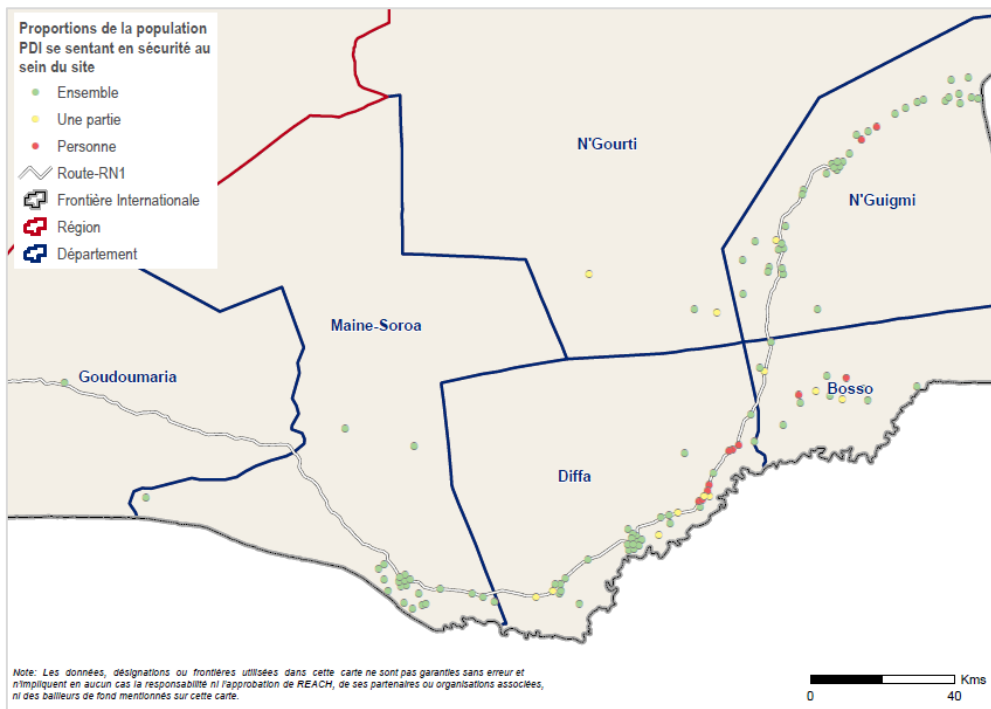 Proportions de la population
PDI se sentant en sécurité au
sein du site
Ensemble
Une partie
Personne
Route-RN1
Frontière Internationale
Région
Département
N'Gourti
N'Guigmi
Maine-Soroa
Goudoumaria
Bosso
Diffa
Note: Les données, désignations ou frontières utilisées dans cette carte ne sont pas garanties sans erreur et
n'impliquent en aucun cas la responsabilité ni l'approbation de REACH, de ses partenaires ou organisations associées,
ni des bailleurs de fond mentionnés sur cette carte.
Kms
0 40